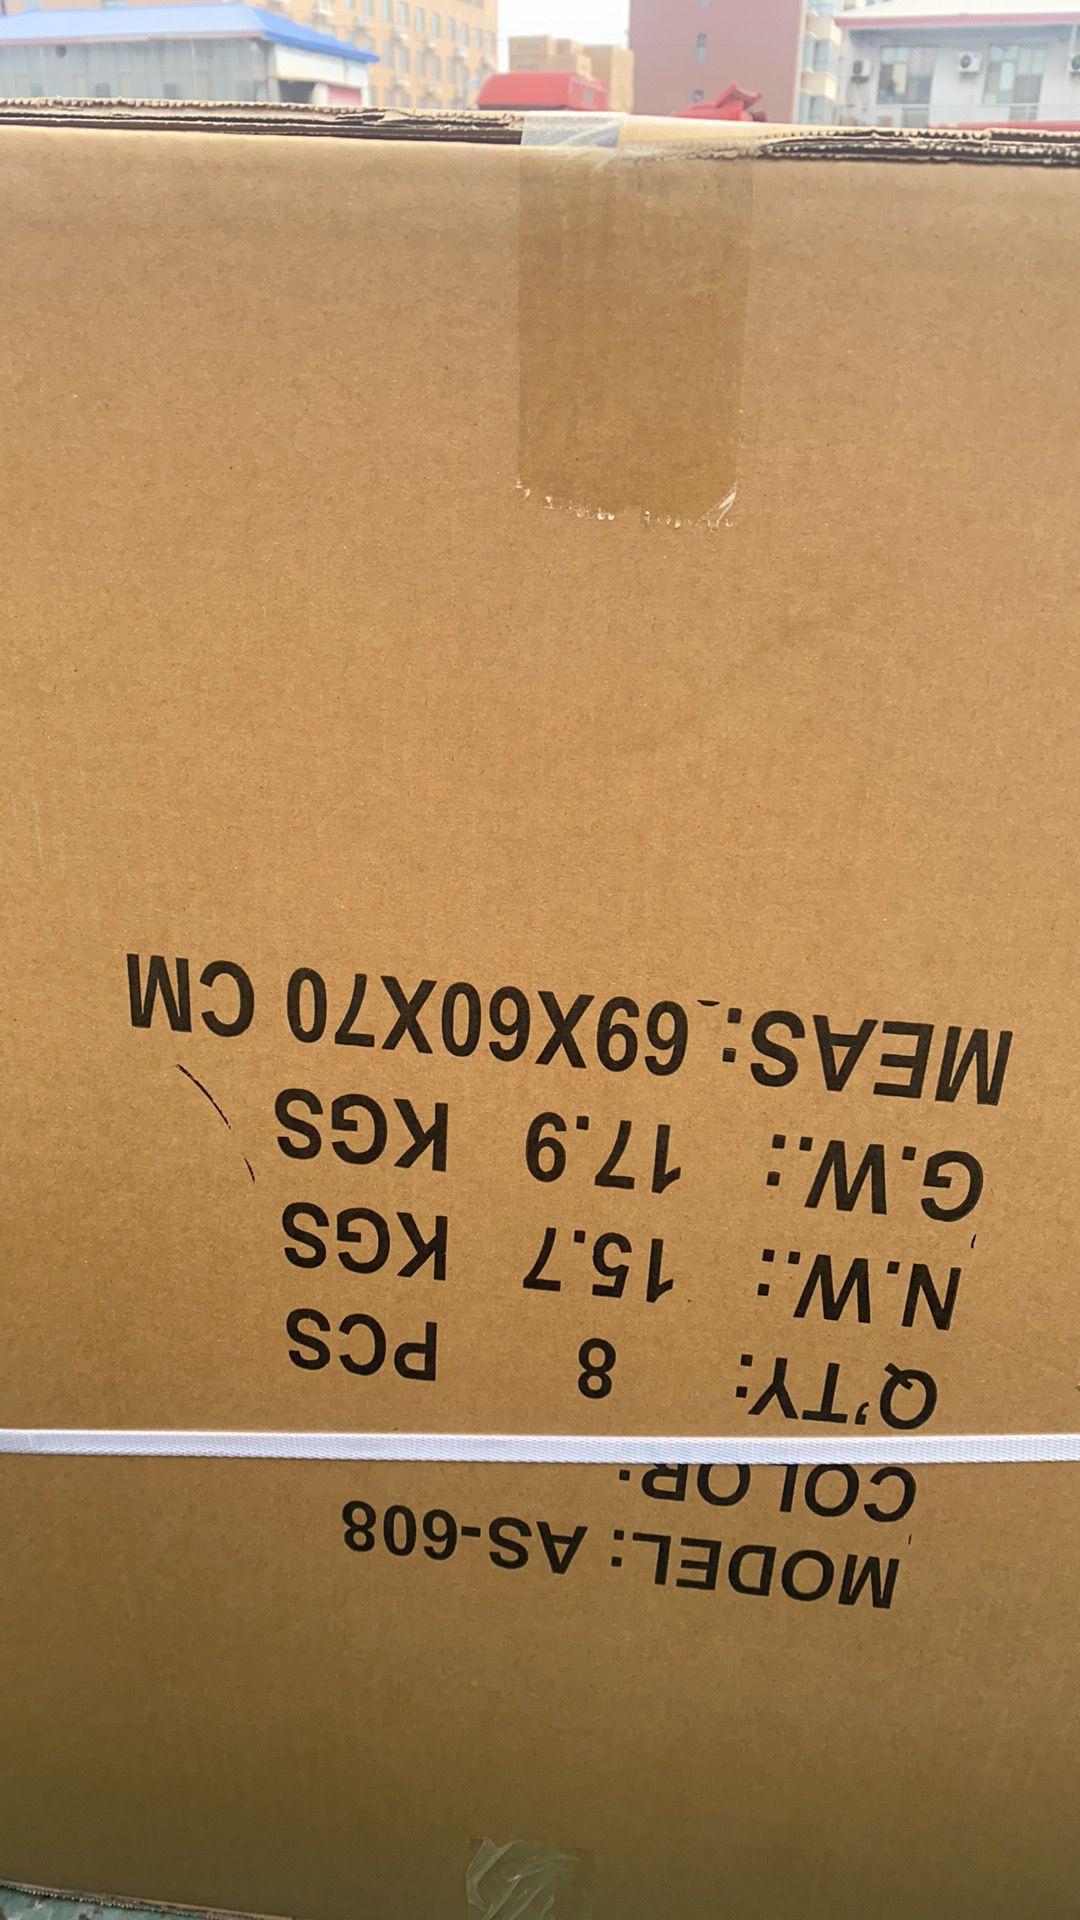 MODEL: AS-608
COLOR:
Q'TY: 8 PCS
N.W.: 15.7 KGS
G.W.: 17.9 KGS
MEAS: 69X60X70 CM